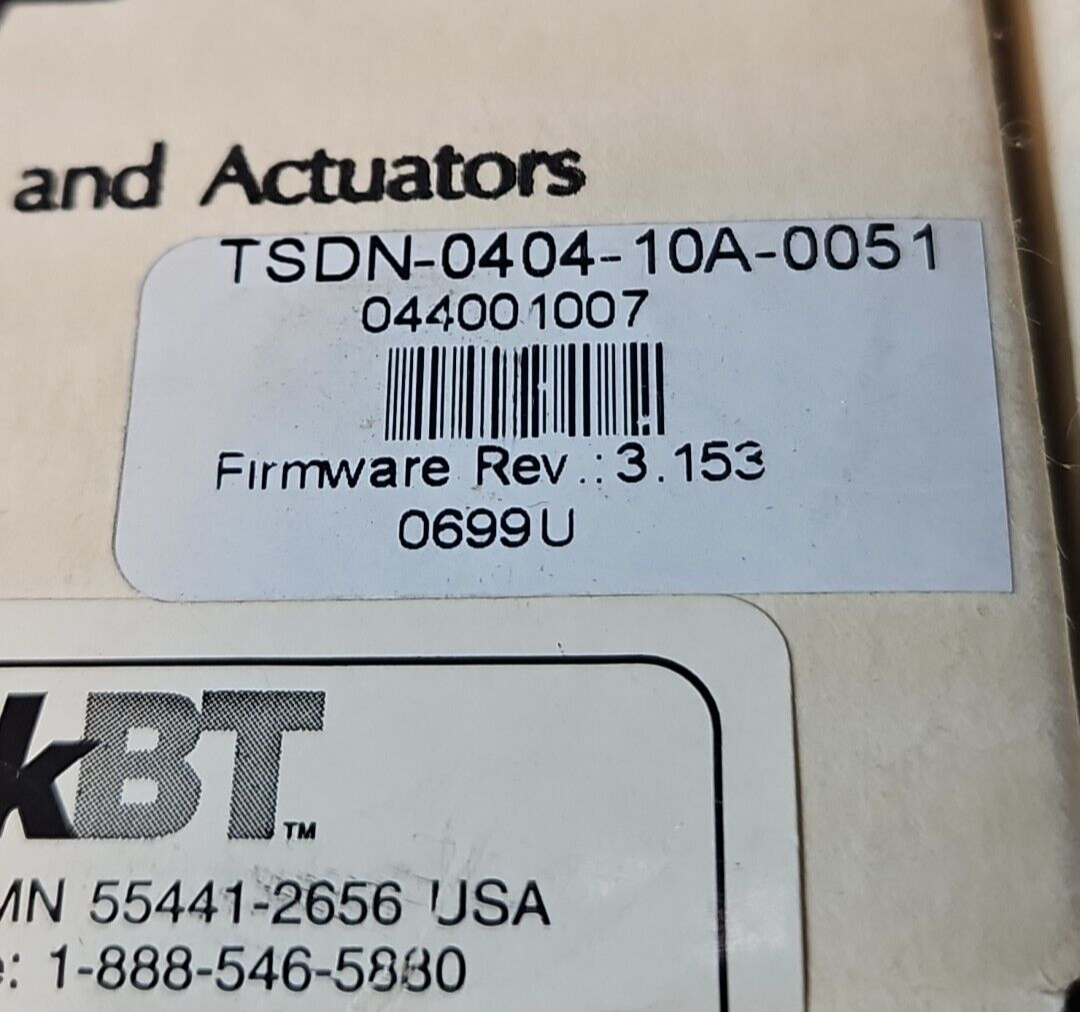 and Actuators
TSDN-0404-10A-0051
044001007
Firmware Rev.: 3.153
0699U
kBT™
MN 55441-2656 USA
e: 1-888-546-5880